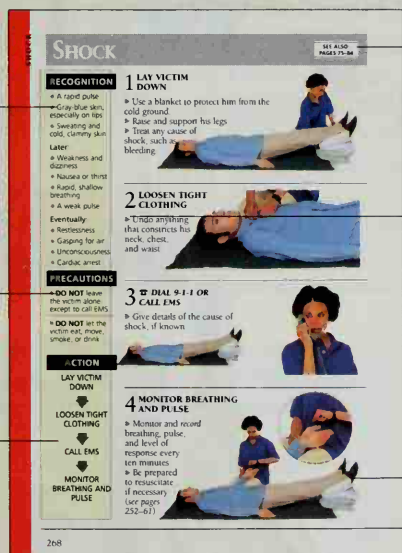 SHOCK
SHOCK
SEE ALSO
PAGES 75–84
RECOGNITION
A rapid pulse
Gray-blue skin,
especially on lips
Sweating and
cold, clammy skin
Later:
Weakness and
dizziness
Nausea or thirst
Rapid, shallow
breathing
A weak pulse
Eventually:
Restlessness
Gasping for air
Unconsciousness
Cardiac arrest
PRECAUTIONS
DO NOT leave
the victim alone
except to call EMS
DO NOT let the
victim eat, move,
smoke, or drink
ACTION
LAY VICTIM
DOWN
LOOSEN TIGHT
CLOTHING
CALL EMS
MONITOR
BREATHING AND
PULSE
1 LAY VICTIM
DOWN
Use a blanket to protect him from the
cold ground.
Raise and support his legs
Treat any cause of
shock, such as
bleeding.
2 LOOSEN TIGHT
CLOTHING
Undo anything
that constricts his
neck, chest,
and waist
3 ☎ DIAL 9-1-1 OR
CALL EMS
Give details of the cause of
shock, if known
4 MONITOR BREATHING
AND PULSE
Monitor and record
breathing, pulse,
and level of
response every
ten minutes
Be prepared
to resuscitate
if necessary
(see pages
252–61)
268